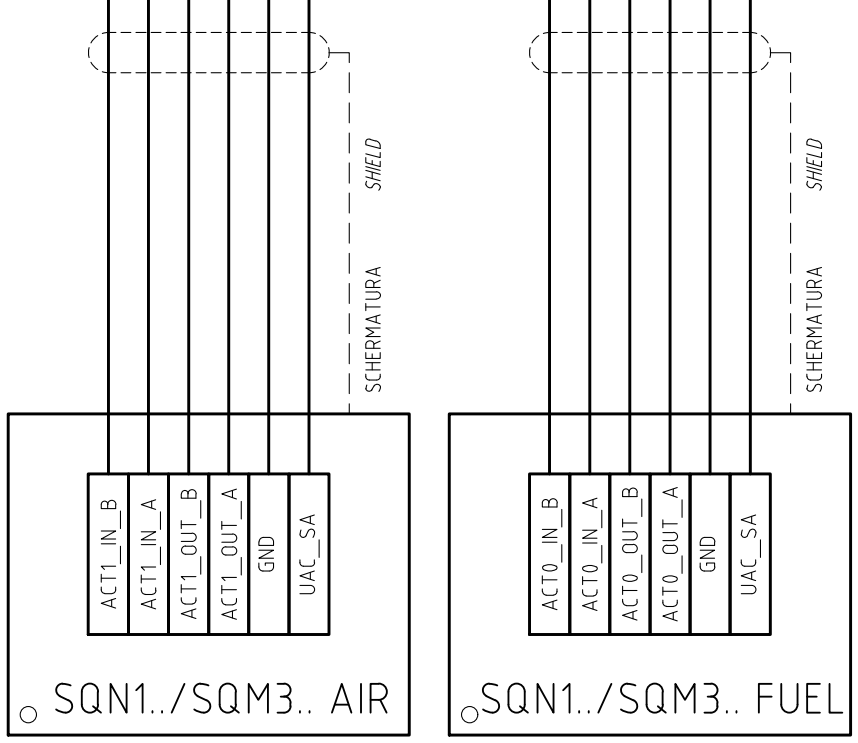 SHIELD
SCHERMATURA
ACT1_IN_B
ACT1_IN_A
ACT1_OUT_B
ACT1_OUT_A
GND
UAC_SA
SQN1../SQM3.. AIR
SHIELD
SCHERMATURA
ACT0_IN_B
ACT0_IN_A
ACT0_OUT_B
ACT0_OUT_A
GND
UAC_SA
SQN1../SQM3.. FUEL